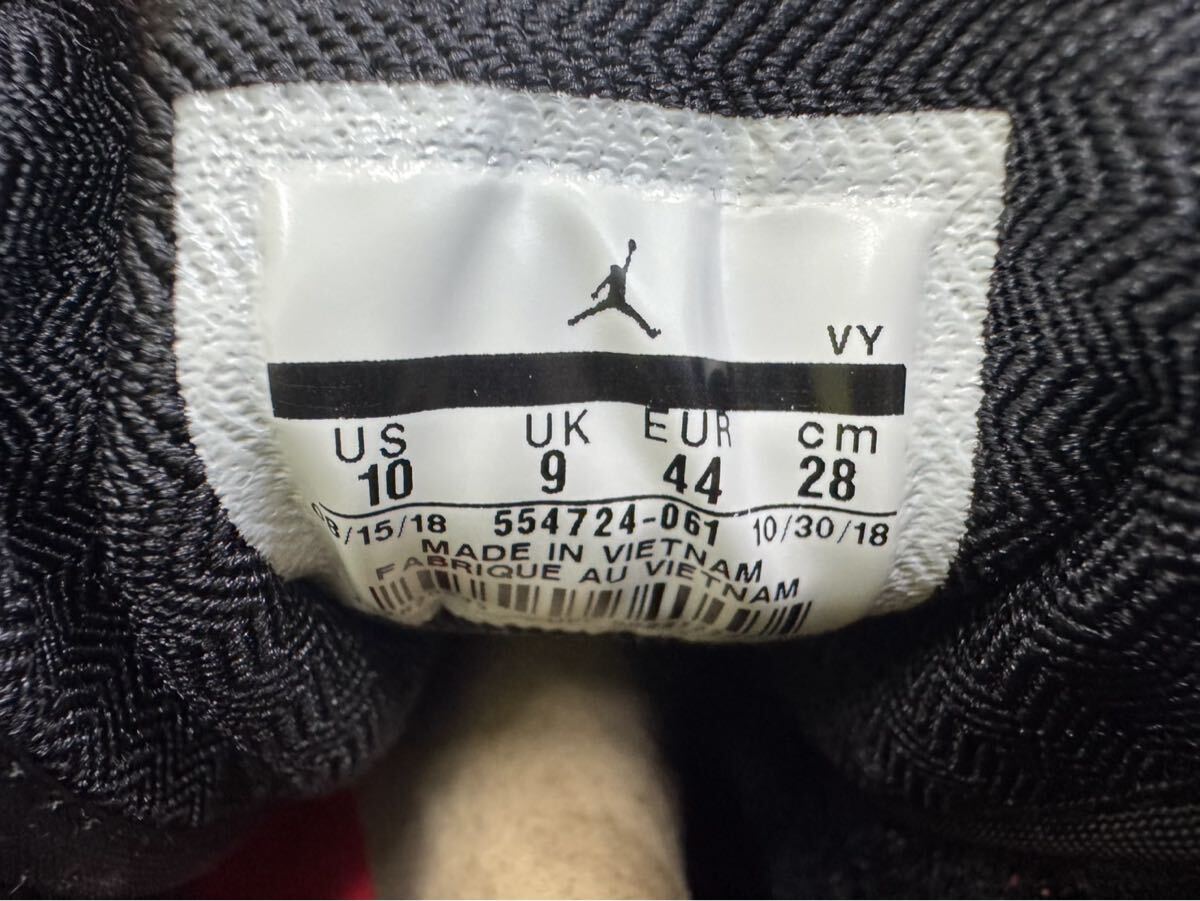 VY
US UK EUR cm
10 9 44 28
08/15/18 554724-061 10/30/18
MADE IN VIETNAM
FABRIQUE AU VIETNAM